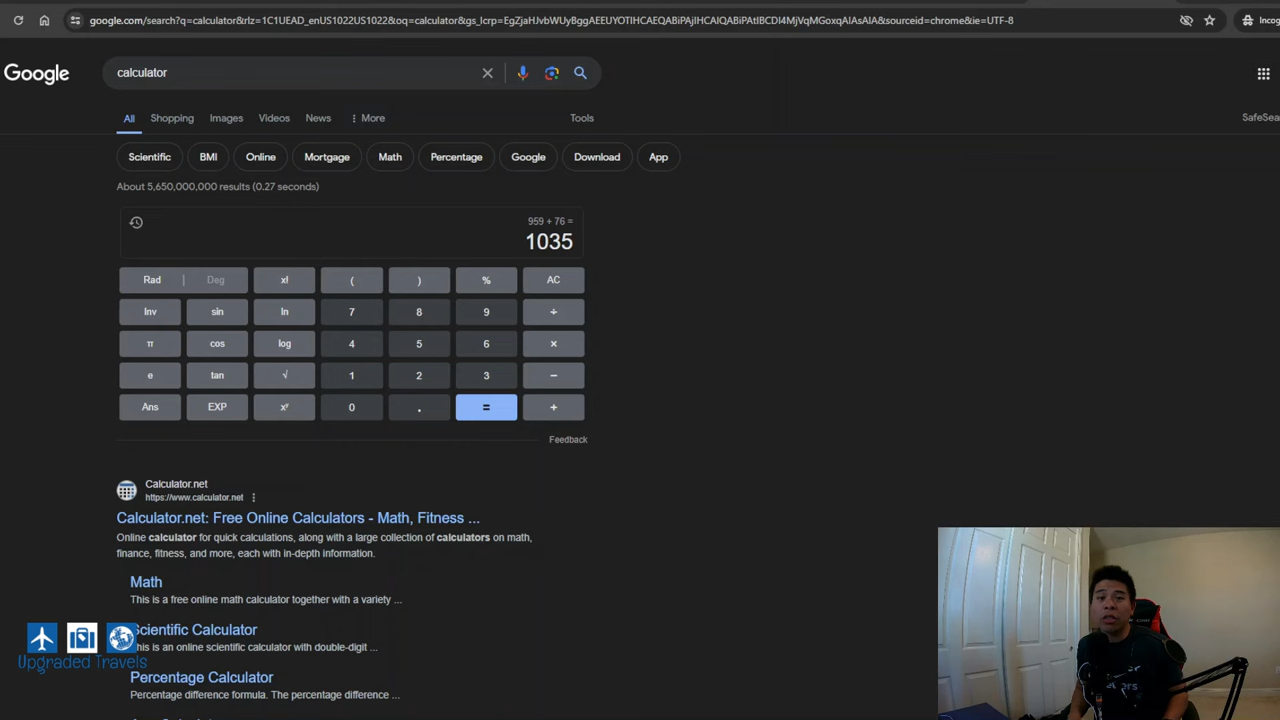 google.com/search?q=calculator&rlz=1C1UEAD_enUS1022US1022&oq=calculator&gs_lcrp=EgZjaHJvbWUyBggAEEUYOTIHCAEQABiPAjIHCAIQABiPAtIBCDI4MjVqMGoxqAIAsAIA&sourceid=chrome&ie=UTF-8
Incog
Google
calculator
SafeSea
All Shopping Images Videos News More Tools
Scientific BMI Online Mortgage Math Percentage Google Download App
About 5,650,000,000 results (0.27 seconds)
959 + 76 =
1035
Rad | Deg x! ( ) % AC
Inv sin ln 7 8 9 ÷
π cos log 4 5 6 ×
e tan √ 1 2 3 −
Ans EXP xʸ 0 . = +
Feedback
Calculator.net
https://www.calculator.net
Calculator.net: Free Online Calculators - Math, Fitness ...
Online calculator for quick calculations, along with a large collection of calculators on math,
finance, fitness, and more, each with in-depth information.
Math
This is a free online math calculator together with a variety ...
Scientific Calculator
This is an online scientific calculator with double-digit ...
Upgraded Travels
Percentage Calculator
Percentage difference formula. The percentage difference ...